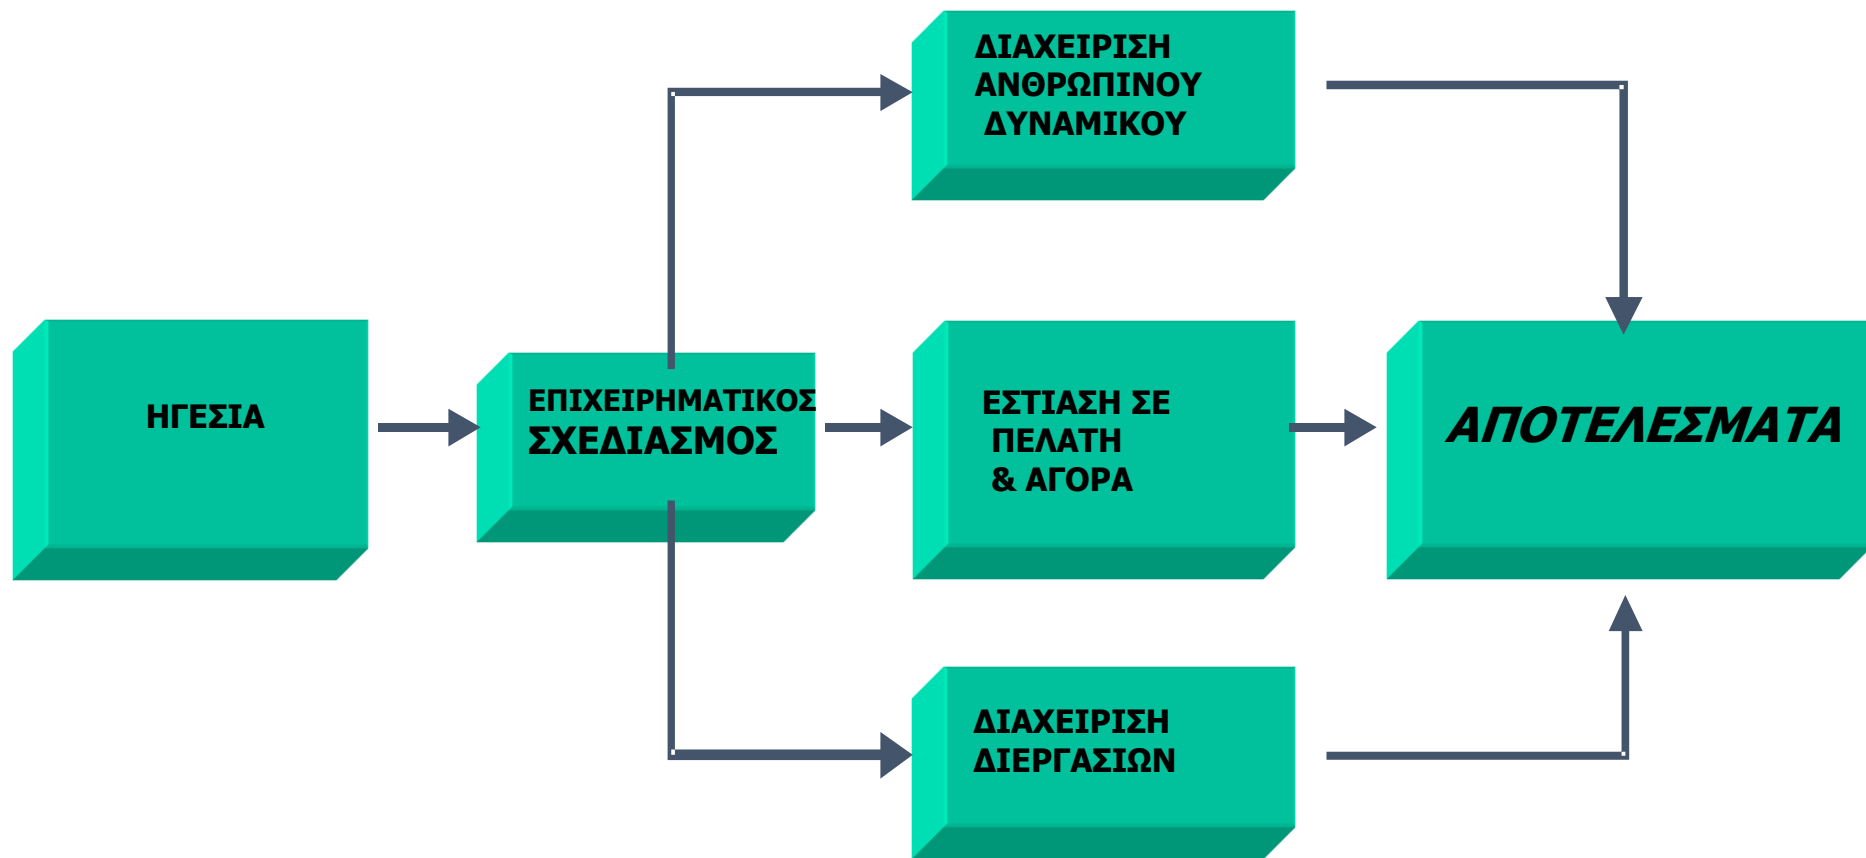 ΗΓΕΣΙΑ
ΕΠΙΧΕΙΡΗΜΑΤΙΚΟΣ
ΣΧΕΔΙΑΣΜΟΣ
ΔΙΑΧΕΙΡΙΣΗ
ΑΝΘΡΩΠΙΝΟΥ
ΔΥΝΑΜΙΚΟΥ
ΕΣΤΙΑΣΗ ΣΕ
ΠΕΛΑΤΗ
& ΑΓΟΡΑ
ΔΙΑΧΕΙΡΙΣΗ
ΔΙΕΡΓΑΣΙΩΝ
ΑΠΟΤΕΛΕΣΜΑΤΑ